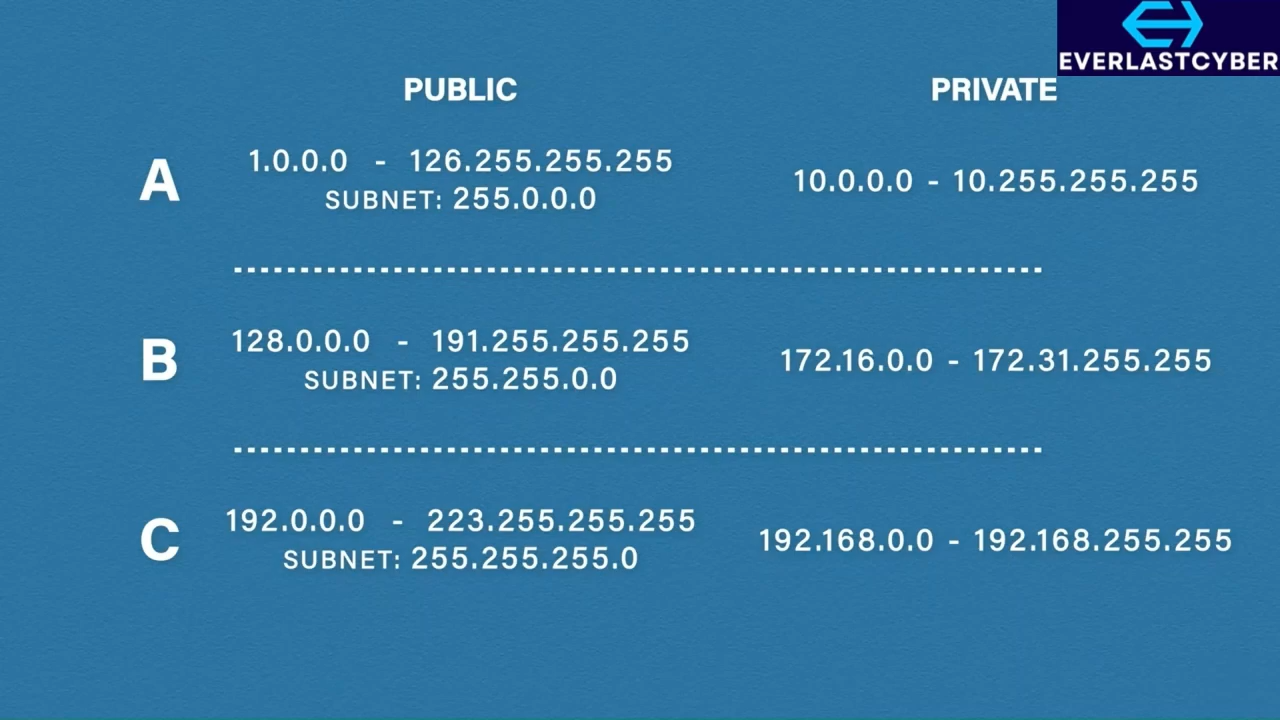 EVERLASTCYBER
PUBLIC
PRIVATE
A
1.0.0.0 - 126.255.255.255
SUBNET: 255.0.0.0
10.0.0.0 - 10.255.255.255
B
128.0.0.0 - 191.255.255.255
SUBNET: 255.255.0.0
172.16.0.0 - 172.31.255.255
C
192.0.0.0 - 223.255.255.255
SUBNET: 255.255.255.0
192.168.0.0 - 192.168.255.255